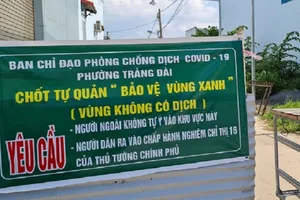 BAN CHỈ ĐẠO PHÒNG CHỐNG DỊCH COVID - 19
PHƯỜNG TRẢNG DÀI
CHỐT TỰ QUẢN " BẢO VỆ VÙNG XANH "
( VÙNG KHÔNG CÓ DỊCH )
YÊU CẦU
- NGƯỜI NGOÀI KHÔNG TỰ Ý VÀO KHU VỰC NÀY
- NGƯỜI DÂN RA VÀO CHẤP HÀNH NGHIÊM CHỈ THỊ 16
CỦA THỦ TƯỚNG CHÍNH PHỦ